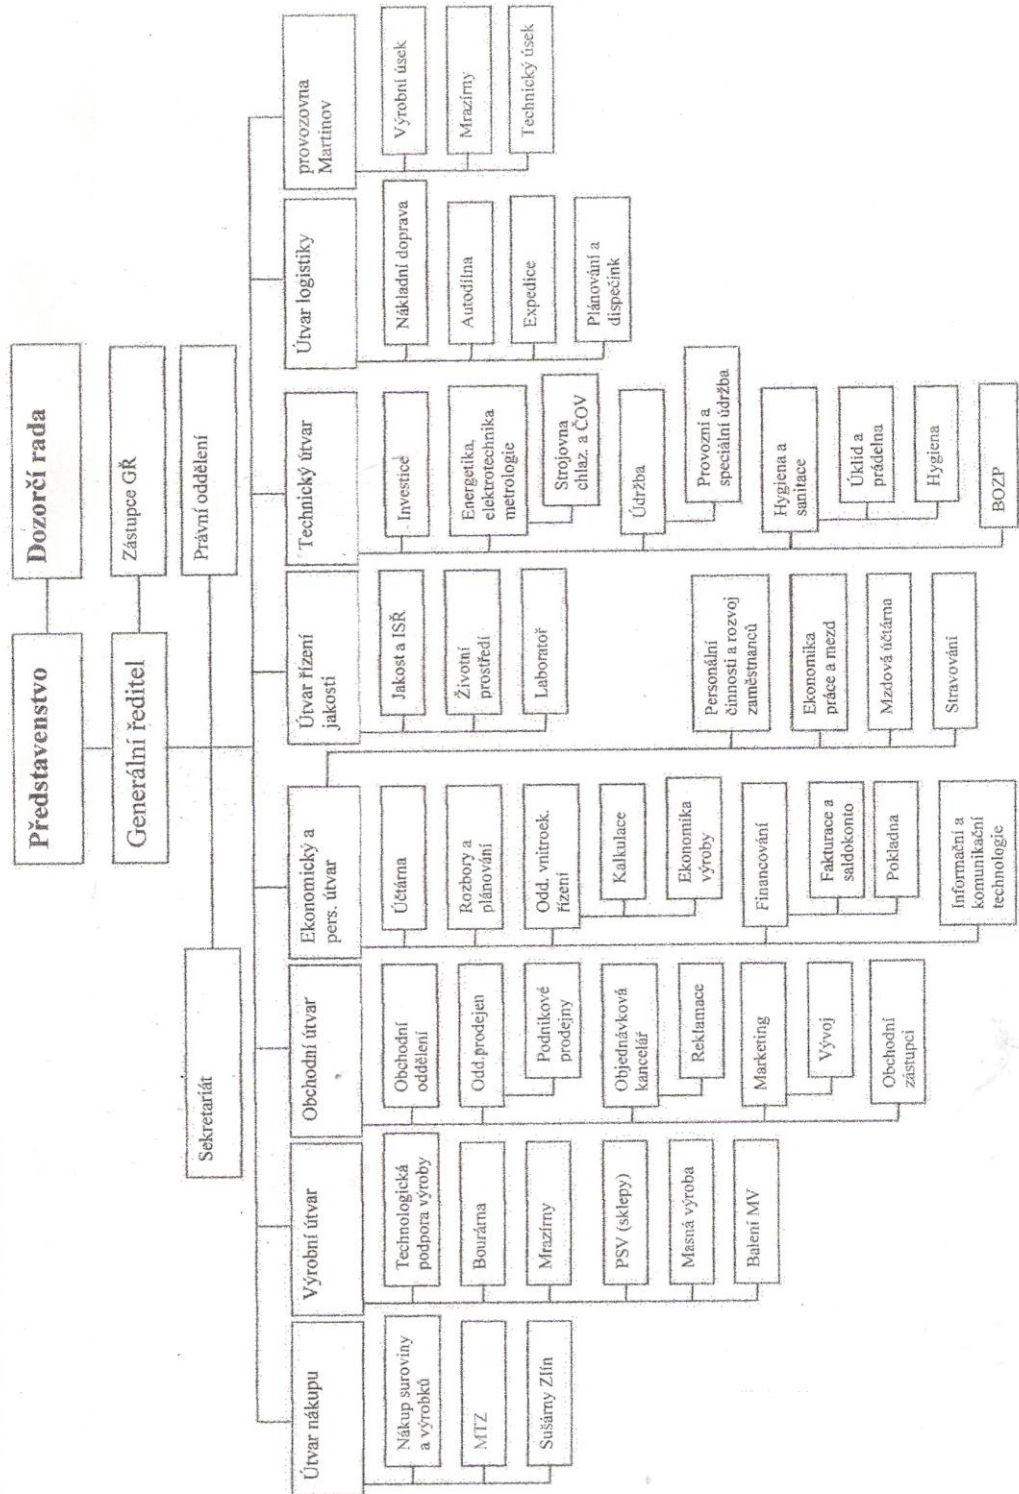 Představenstvo
Dozorčí rada
Generální ředitel
Zástupce GŘ
Sekretariát
Právní oddělení
Útvar nákupu
Nákup suroviny
a výrobků
MTZ
Sušárny Zlín
Výrobní útvar
Technologická
podpora výroby
Bourárna
Mrazírny
PSV (sklepy)
Masná výroba
Balení MV
Obchodní útvar
Obchodní
oddělení
Odd.prodejen
Podnikové
prodejny
Objednávková
kancelář
Reklamace
Marketing
Vývoj
Obchodní
zástupci
Ekonomický a
pers. útvar
Účtárna
Rozbory a
plánování
Odd. vnitroek.
řízení
Kalkulace
Ekonomika
výroby
Financování
Fakturace a
saldokonto
Pokladna
Informační a
komunikační
technologie
Personální
činnosti a rozvoj
zaměstnanců
Ekonomika
práce a mezd
Mzdová účtárna
Stravování
Útvar řízení
jakosti
Jakost a ISŘ
Životní
prostředí
Laboratoř
Technický útvar
Investice
Energetika,
elektrotechnika
metrologie
Strojovna
chlaz. a ČOV
Údržba
Provozní a
speciální údržba
Hygiena a
sanitace
Úklid a
prádelna
Hygiena
BOZP
Útvar logistiky
Nákladní doprava
Autodílna
Expedice
Plánování a
dispečink
provozovna
Martinov
Výrobní úsek
Mrazírny
Technický úsek